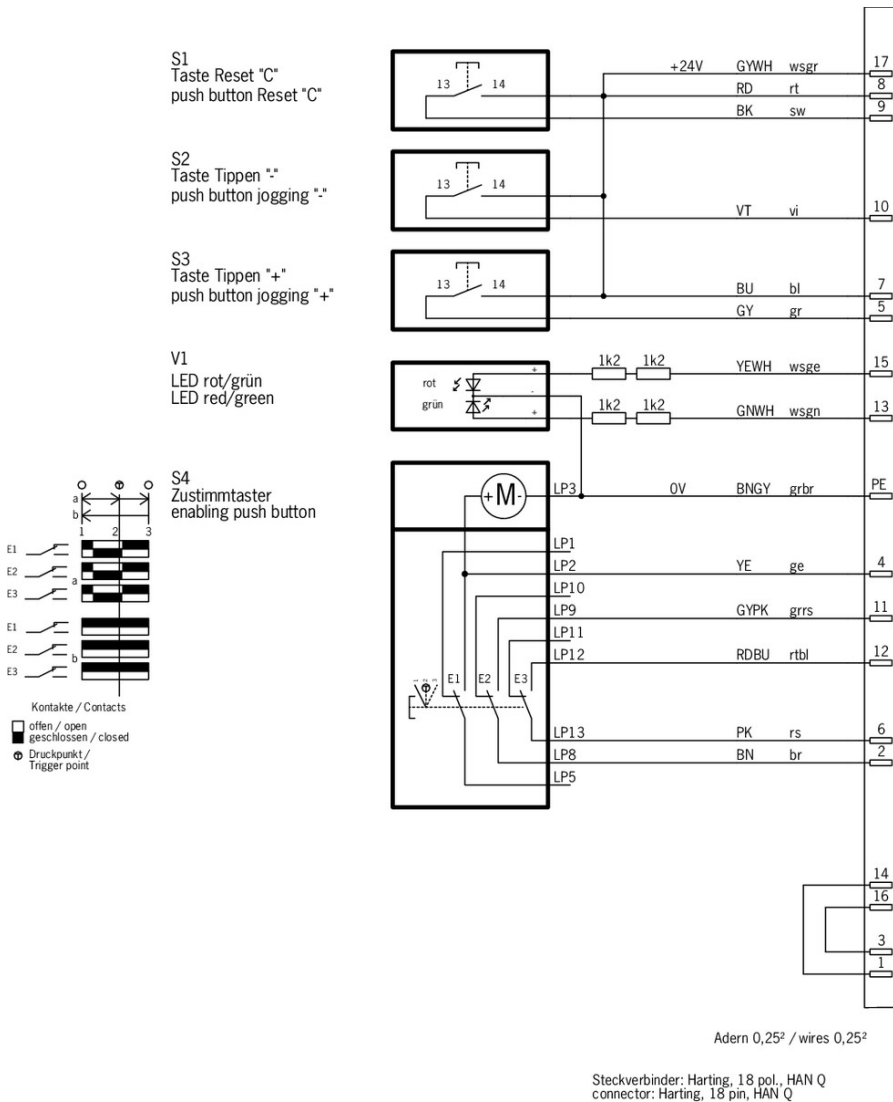 S1
Taste Reset "C"
push button Reset "C"
13 14
+24V GYWH wsgr 17
RD rt 8
BK sw 9
S2
Taste Tippen "-"
push button jogging "-"
13 14
VT vi 10
S3
Taste Tippen "+"
push button jogging "+"
13 14
BU bl 7
GY gr 5
V1
LED rot/grün
LED red/green
rot
grün
+
-
+
1k2 1k2 YEWH wsge 15
1k2 1k2 GNWH wsgn 13
S4
Zustimmtaster
enabling push button
+M-
LP3 0V BNGY grbr PE
LP1
LP2 YE ge 4
LP10
LP9 GYPK grrs 11
LP11
LP12 RDBU rtbl 12
1 2 3
E1 E2 E3
LP13 PK rs 6
LP8 BN br 2
LP5
a
b
1 2 3
E1
E2
a
E3
E1
E2
b
E3
Kontakte / Contacts
offen / open
geschlossen / closed
Druckpunkt /
Trigger point
14
16
3
1
Adern 0,25² / wires 0,25²
Steckverbinder: Harting, 18 pol., HAN Q
connector: Harting, 18 pin, HAN Q